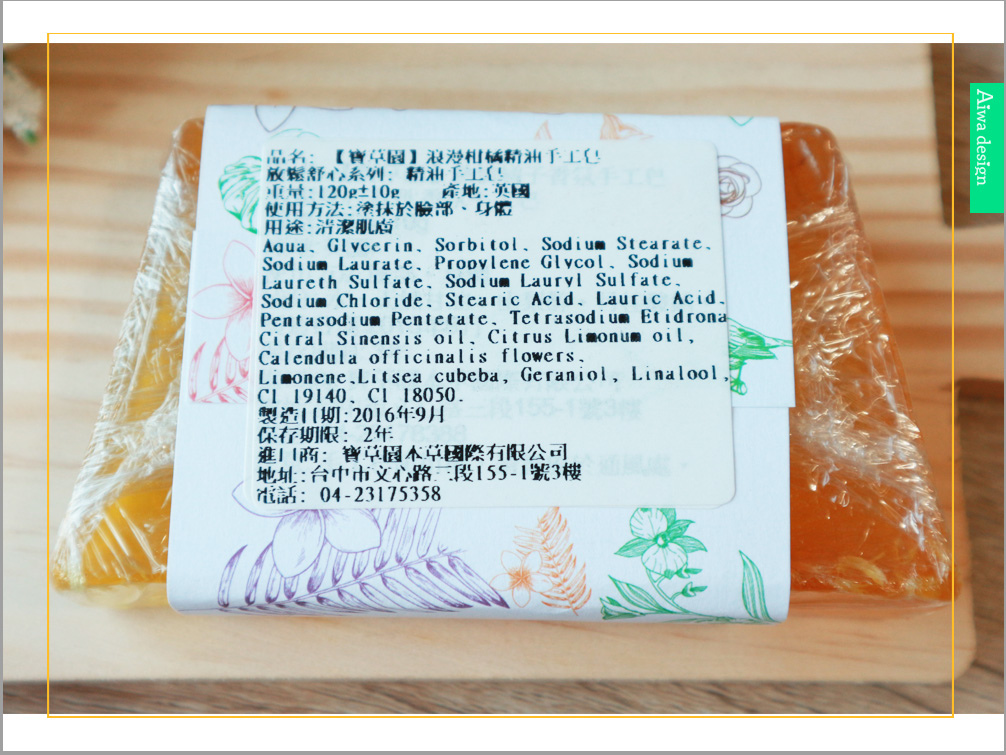 品名: 【寶草園】浪漫柑橘精油手工皂
放鬆舒心系列: 精油手工皂
重量:120g±10g 產地:英國
使用方法:塗抹於臉部、身體
用途:清潔肌膚
Aqua、Glycerin、Sorbitol、Sodium Stearate、
Sodium Laurate、Propylene Glycol、Sodium
Laureth Sulfate、Sodium Lauryl Sulfate、
Sodium Chloride、Stearic Acid、Lauric Acid、
Pentasodium Pentetate、Tetrasodium Etidrona
Citral Sinensis oil, Citrus Limonum oil,
Calendula officinalis flowers、
Limonene,Litsea cubeba, Geraniol, Linalool,
Cl 19140、Cl 18050.
製造日期:2016年9月
保存期限: 2年
進口商: 寶草園本草國際有限公司
地址:台中市文心路三段155-1號3樓
電話: 04-23175358
Aiwa design